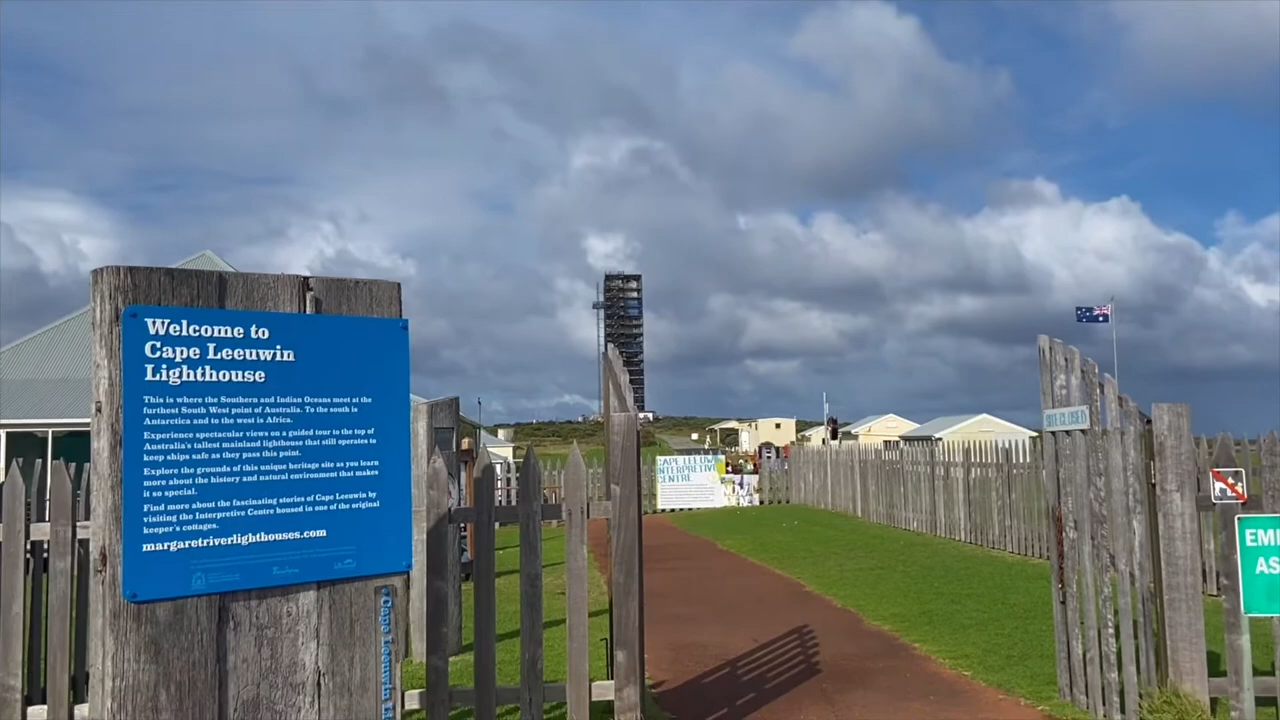 Welcome to
Cape Leeuwin
Lighthouse
This is where the Southern and Indian Oceans meet at the
furthest South West point of Australia. To the south is
Antarctica and to the west is Africa.
Experience spectacular views on a guided tour to the top of
Australia's tallest mainland lighthouse that still operates to
keep ships safe as they pass this point.
Explore the grounds of this unique heritage site as you learn
more about the history and natural environment that makes
it so special.
Find more about the fascinating stories of Cape Leeuwin by
visiting the Interpretive Centre housed in one of the original
keeper's cottages.
margaretriverlighthouses.com
Cape Leeuwin
CAPE LEEUWIN
INTERPRETIVE
CENTRE
SITE CLOSED
EM
AS